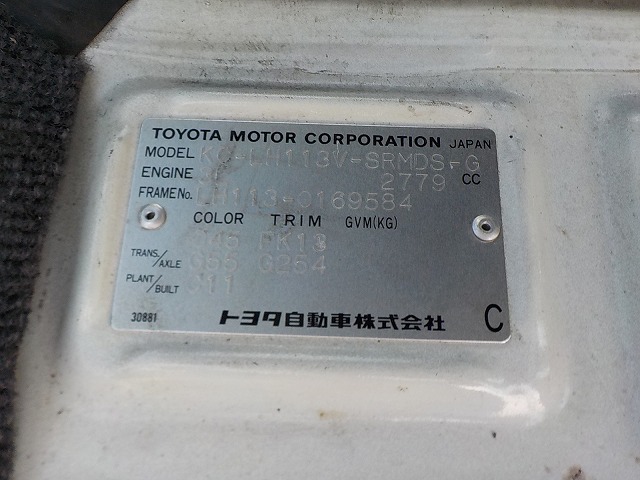 TOYOTA MOTOR CORPORATION JAPAN
MODEL KG-LH113V-SRMDS-G
ENGINE 2779 CC
FRAME No. LH113-0169584
COLOR TRIM GVM(KG)
TRANS./AXLE G254
PLANT/BUILT
30881 トヨタ自動車株式会社 C